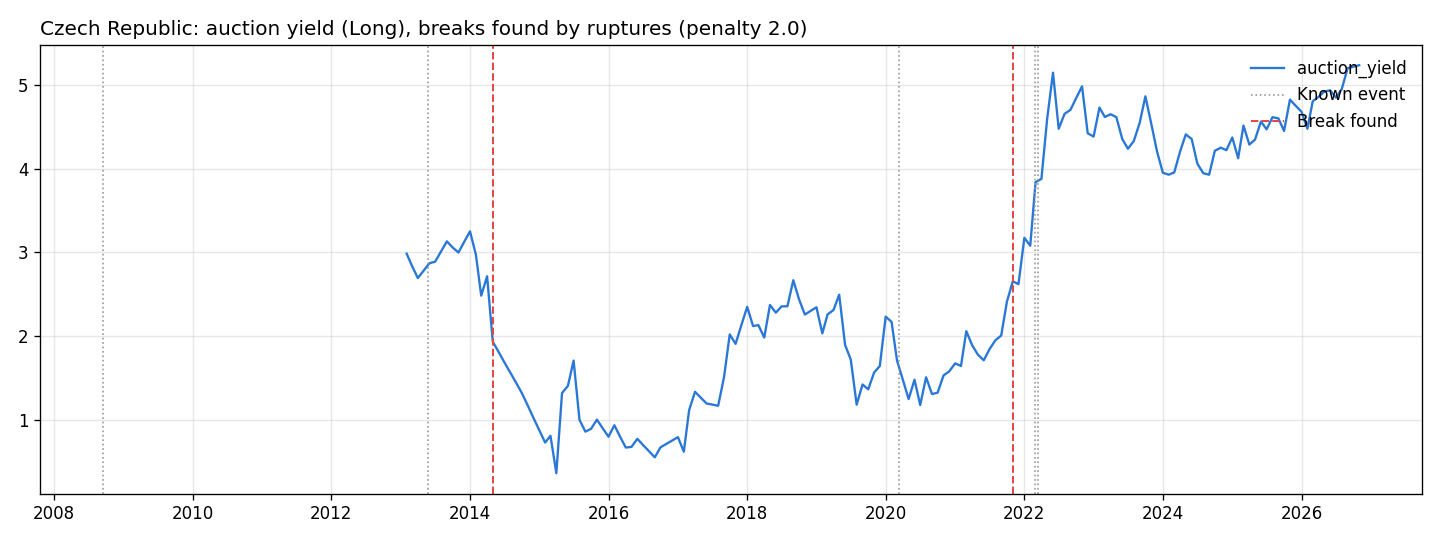 Czech Republic: auction yield (Long), breaks found by ruptures (penalty 2.0)
auction_yield
Known event
Break found
5
4
3
2
1
2008 2010 2012 2014 2016 2018 2020 2022 2024 2026